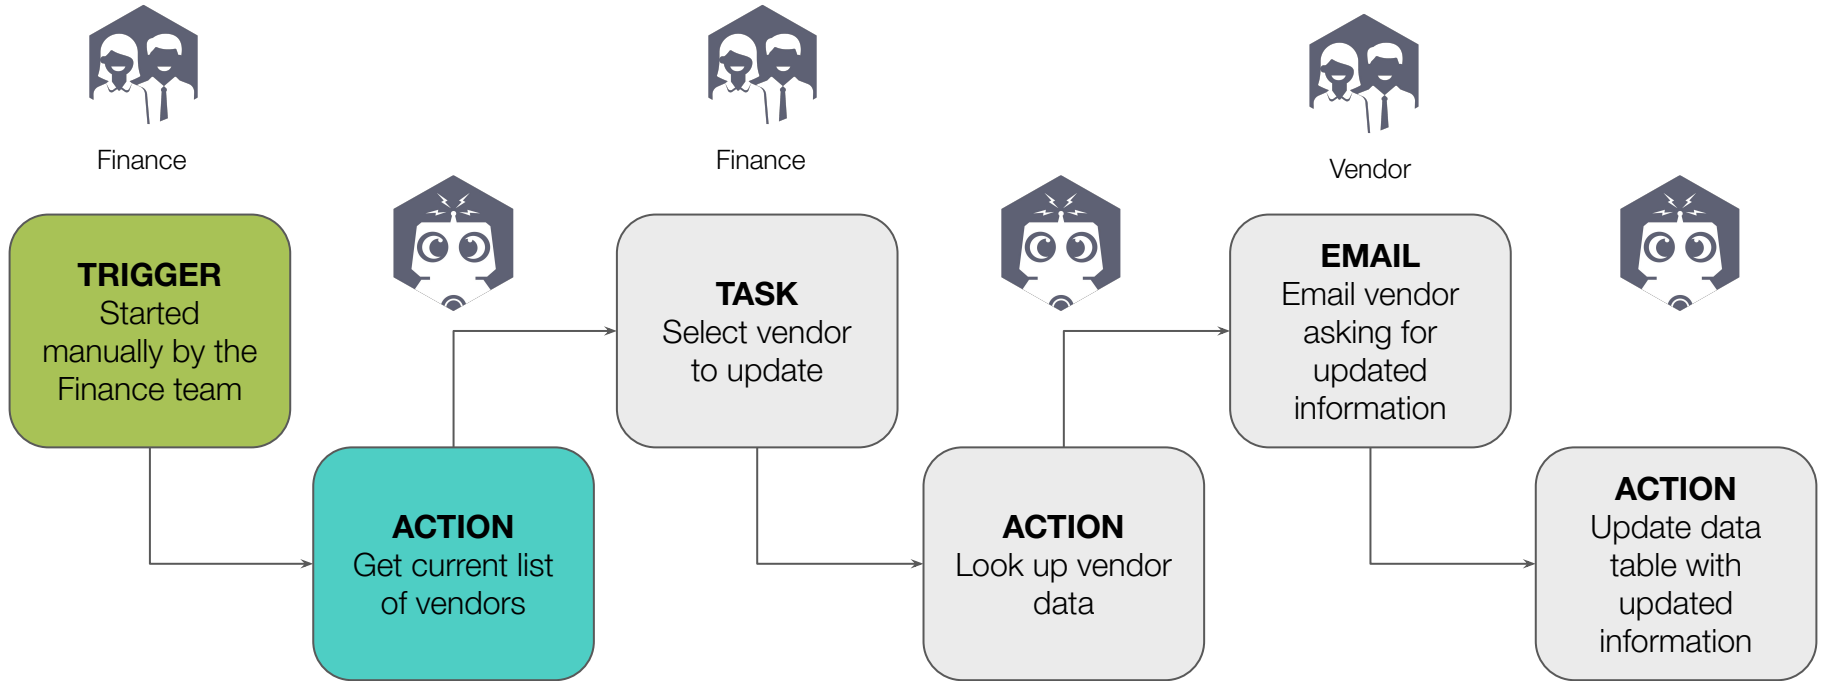 Finance
Finance
Vendor
TRIGGER
Started
manually by the
Finance team
ACTION
Get current list
of vendors
TASK
Select vendor
to update
ACTION
Look up vendor
data
EMAIL
Email vendor
asking for
updated
information
ACTION
Update data
table with
updated
information